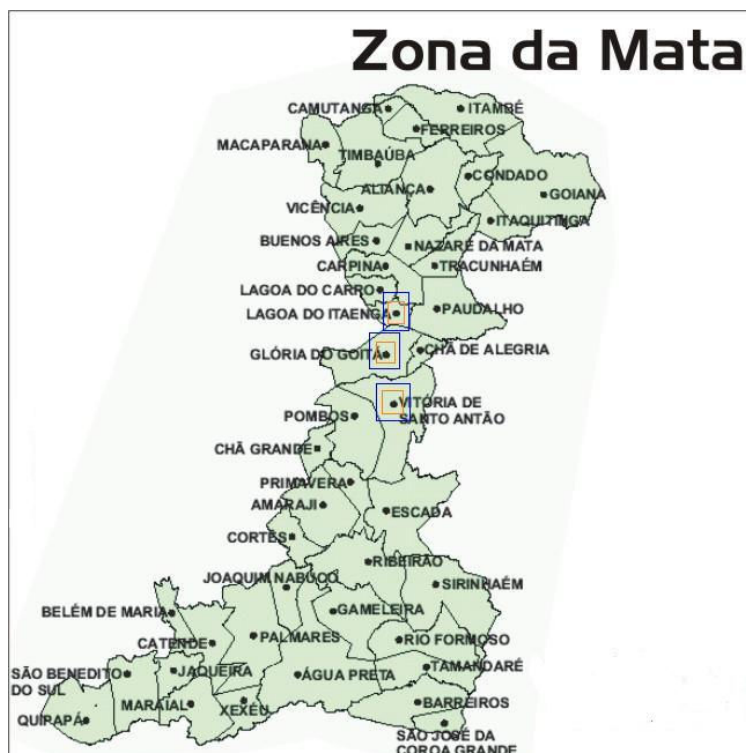 Zona da Mata
CAMUTANGA
ITAMBÉ
FERREIROS
MACAPARANA
TIMBAÚBA
CONDADO
ALIANÇA
GOIANA
VICÊNCIA
ITAQUITINGA
BUENOS AIRES
NAZARÉ DA MATA
CARPINA
TRACUNHAÉM
LAGOA DO CARRO
LAGOA DO ITAENGA
PAUDALHO
GLÓRIA DO GOITÁ
CHÃ DE ALEGRIA
VITÓRIA DE
SANTO ANTÃO
POMBOS
CHÃ GRANDE
PRIMAVERA
AMARAJI
ESCADA
CORTÊS
RIBEIRÃO
JOAQUIM NABUCO
SIRINHAÉM
BELÉM DE MARIA
GAMELEIRA
CATENDE
PALMARES
RIO FORMOSO
SÃO BENEDITO
DO SUL
JAQUEIRA
ÁGUA PRETA
TAMANDARÉ
MARAIAL
XEXÉU
BARREIROS
QUIPAPÁ
SÃO JOSÉ DA
COROA GRANDE